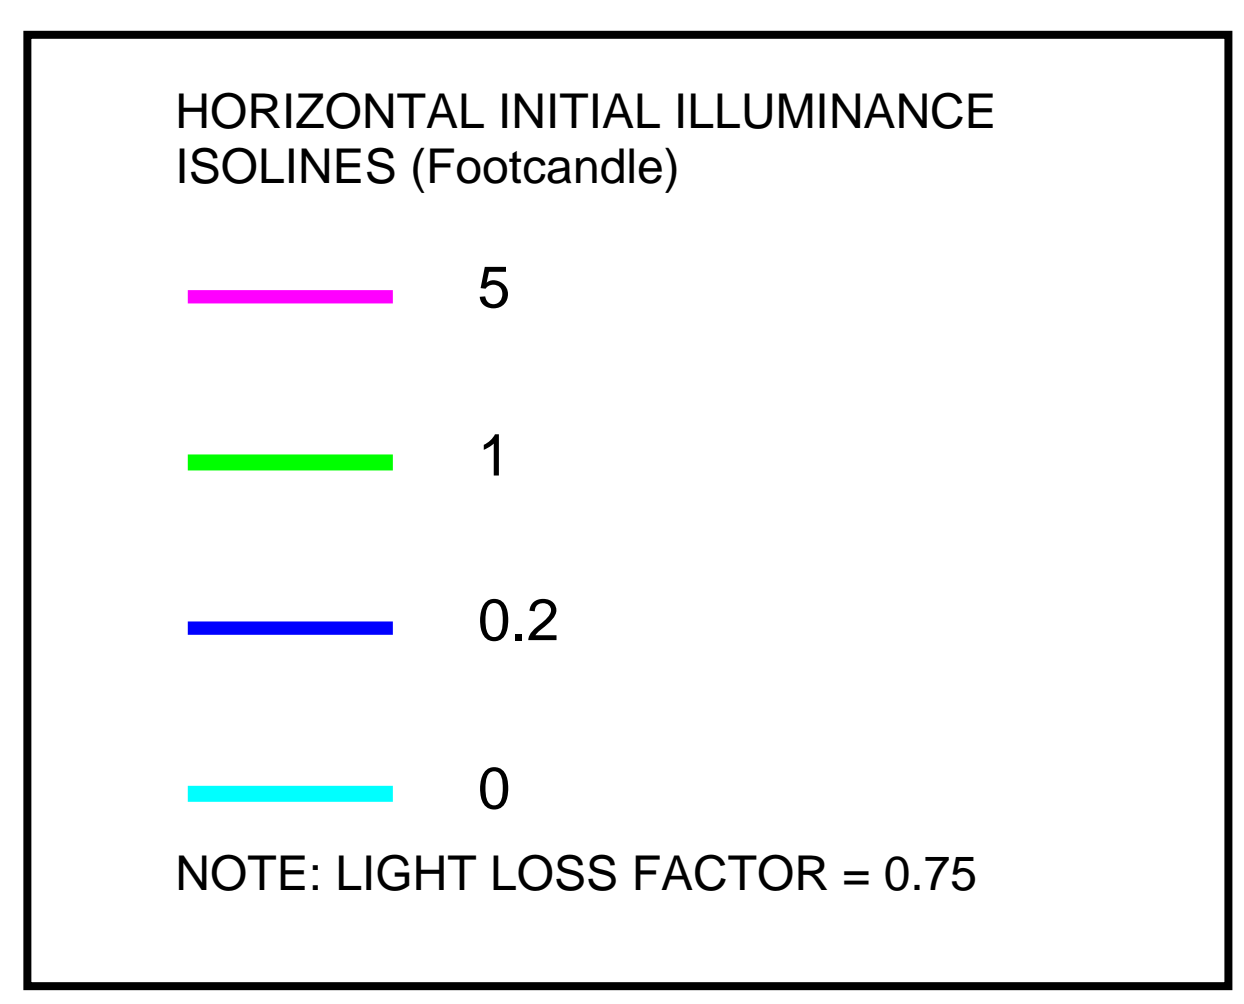 HORIZONTAL INITIAL ILLUMINANCE
ISOLINES (Footcandle)
5
1
0.2
0
NOTE: LIGHT LOSS FACTOR = 0.75